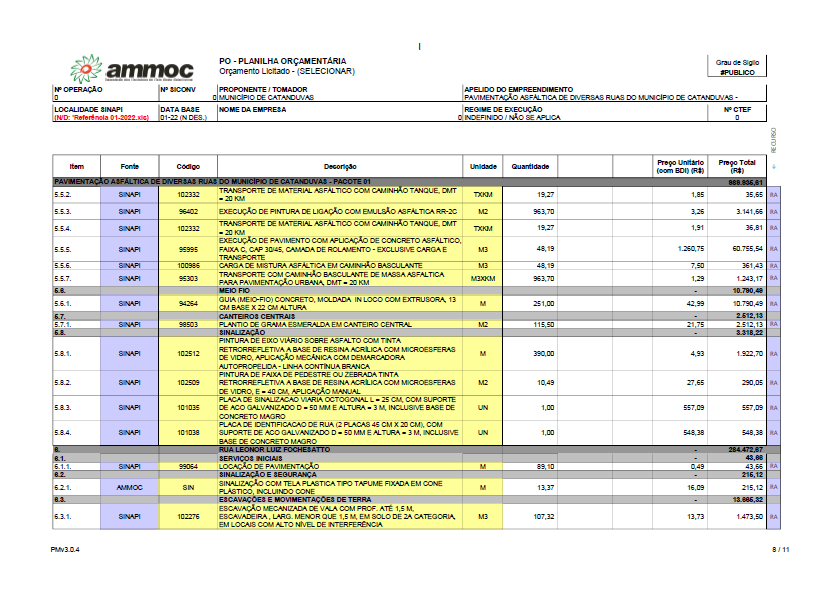 ammoc
PO - PLANILHA ORÇAMENTÁRIA
Orçamento Licitado - (SELECIONAR)
Grau de Sigilo
#PUBLICO
Nº OPERAÇÃO
0
Nº SICONV
0
PROPONENTE / TOMADOR
MUNICÍPIO DE CATANDUVAS
APELIDO DO EMPREENDIMENTO
PAVIMENTAÇÃO ASFÁLTICA DE DIVERSAS RUAS DO MUNICÍPIO DE CATANDUVAS -
LOCALIDADE SINAPI
(N/D: 'Referência 01-2022.xls)
DATA BASE
01-22 (N DES.)
NOME DA EMPRESA
0
REGIME DE EXECUÇÃO
INDEFINIDO / NÃO SE APLICA
Nº CTEF
0
RECURSO
↓
Item Fonte Código Descrição Unidade Quantidade Preço Unitário (com BDI) (R$) Preço Total (R$)
PAVIMENTAÇÃO ASFÁLTICA DE DIVERSAS RUAS DO MUNICÍPIO DE CATANDUVAS - PACOTE 01 989.835,61
5.5.2. SINAPI 102332 TRANSPORTE DE MATERIAL ASFÁLTICO COM CAMINHÃO TANQUE, DMT
= 20 KM TXKM 19,27 1,85 35,65 RA
5.5.3. SINAPI 96402 EXECUÇÃO DE PINTURA DE LIGAÇÃO COM EMULSÃO ASFÁLTICA RR-2C M2 963,70 3,26 3.141,66 RA
5.5.4. SINAPI 102332 TRANSPORTE DE MATERIAL ASFÁLTICO COM CAMINHÃO TANQUE, DMT
= 20 KM TXKM 19,27 1,91 36,81 RA
5.5.5. SINAPI 95995 EXECUÇÃO DE PAVIMENTO COM APLICAÇÃO DE CONCRETO ASFÁLTICO,
FAIXA C, CAP 30/45, CAMADA DE ROLAMENTO - EXCLUSIVE CARGA E
TRANSPORTE M3 48,19 1.260,75 60.755,54 RA
5.5.6. SINAPI 100986 CARGA DE MISTURA ASFÁLTICA EM CAMINHÃO BASCULANTE M3 48,19 7,50 361,43 RA
5.5.7. SINAPI 95303 TRANSPORTE COM CAMINHÃO BASCULANTE DE MASSA ASFALTICA
PARA PAVIMENTAÇÃO URBANA, DMT = 20 KM M3XKM 963,70 1,29 1.243,17 RA
5.6. MEIO FIO - 10.790,49
5.6.1. SINAPI 94264 GUIA (MEIO-FIO) CONCRETO, MOLDADA IN LOCO COM EXTRUSORA, 13
CM BASE X 22 CM ALTURA M 251,00 42,99 10.790,49 RA
5.7. CANTEIROS CENTRAIS - 2.512,13
5.7.1. SINAPI 98503 PLANTIO DE GRAMA ESMERALDA EM CANTEIRO CENTRAL M2 115,50 21,75 2.512,13 RA
5.8. SINALIZAÇÃO - 3.318,22
5.8.1. SINAPI 102512 PINTURA DE EIXO VIÁRIO SOBRE ASFALTO COM TINTA
RETRORREFLETIVA A BASE DE RESINA ACRÍLICA COM MICROESFERAS
DE VIDRO, APLICAÇÃO MECÂNICA COM DEMARCADORA
AUTOPROPELIDA - LINHA CONTÍNUA BRANCA M 390,00 4,93 1.922,70 RA
5.8.2. SINAPI 102509 PINTURA DE FAIXA DE PEDESTRE OU ZEBRADA TINTA
RETRORREFLETIVA A BASE DE RESINA ACRÍLICA COM MICROESFERAS
DE VIDRO, E = 40 CM, APLICAÇÃO MANUAL M2 10,49 27,65 290,05 RA
5.8.3. SINAPI 101035 PLACA DE SINALIZACAO VIARIA OCTOGONAL L = 25 CM, COM SUPORTE
DE ACO GALVANIZADO D = 50 MM E ALTURA = 3 M, INCLUSIVE BASE DE
CONCRETO MAGRO UN 1,00 557,09 557,09 RA
5.8.4. SINAPI 101038 PLACA DE IDENTIFICACAO DE RUA (2 PLACAS 45 CM X 20 CM), COM
SUPORTE DE ACO GALVANIZADO D = 50 MM E ALTURA = 3 M, INCLUSIVE
BASE DE CONCRETO MAGRO UN 1,00 548,38 548,38 RA
6. RUA LEONOR LUIZ FOCHESATTO - 284.472,67
6.1. SERVIÇOS INICIAIS - 43,66
6.1.1. SINAPI 99064 LOCAÇÃO DE PAVIMENTAÇÃO M 89,10 0,49 43,66 RA
6.2. SINALIZAÇÃO E SEGURANÇA - 215,12
6.2.1. AMMOC SIN SINALIZAÇÃO COM TELA PLASTICA TIPO TAPUME FIXADA EM CONE
PLÁSTICO, INCLUINDO CONE M 13,37 16,09 215,12 RA
6.3. ESCAVAÇÕES E MOVIMENTAÇÕES DE TERRA - 13.665,32
6.3.1. SINAPI 102276 ESCAVAÇÃO MECANIZADA DE VALA COM PROF. ATÉ 1,5 M,
ESCAVADEIRA , LARG. MENOR QUE 1,5 M, EM SOLO DE 2A CATEGORIA,
EM LOCAIS COM ALTO NÍVEL DE INTERFERÊNCIA M3 107,32 13,73 1.473,50 RA
PMv3.0.4
8 / 11